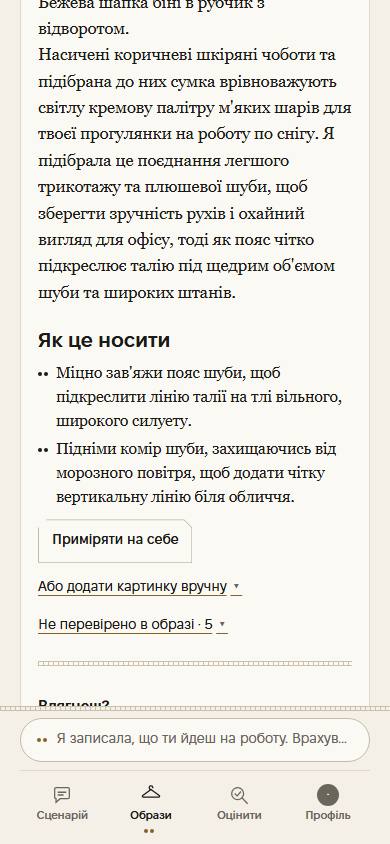 Бежева шапка біні в рубчик з
відворотом.
Насичені коричневі шкіряні чоботи та
підібрана до них сумка врівноважують
світлу кремову палітру м'яких шарів для
твоєї прогулянки на роботу по снігу. Я
підібрала це поєднання легшого
трикотажу та плюшевої шуби, щоб
зберегти зручність рухів і охайний
вигляд для офісу, тоді як пояс чітко
підкреслює талію під щедрим об'ємом
шуби та широких штанів.
Як це носити
Міцно зав'яжи пояс шуби, щоб
підкреслити лінію талії на тлі вільного,
широкого силуету.
Підніми комір шуби, захищаючись від
морозного повітря, щоб додати чітку
вертикальну лінію біля обличчя.
Приміряти на себе
Або додати картинку вручну
Не перевірено в образі · 5
Вдягнеш?
Я записала, що ти йдеш на роботу. Врахув...
Сценарій Образи Оцінити Профіль